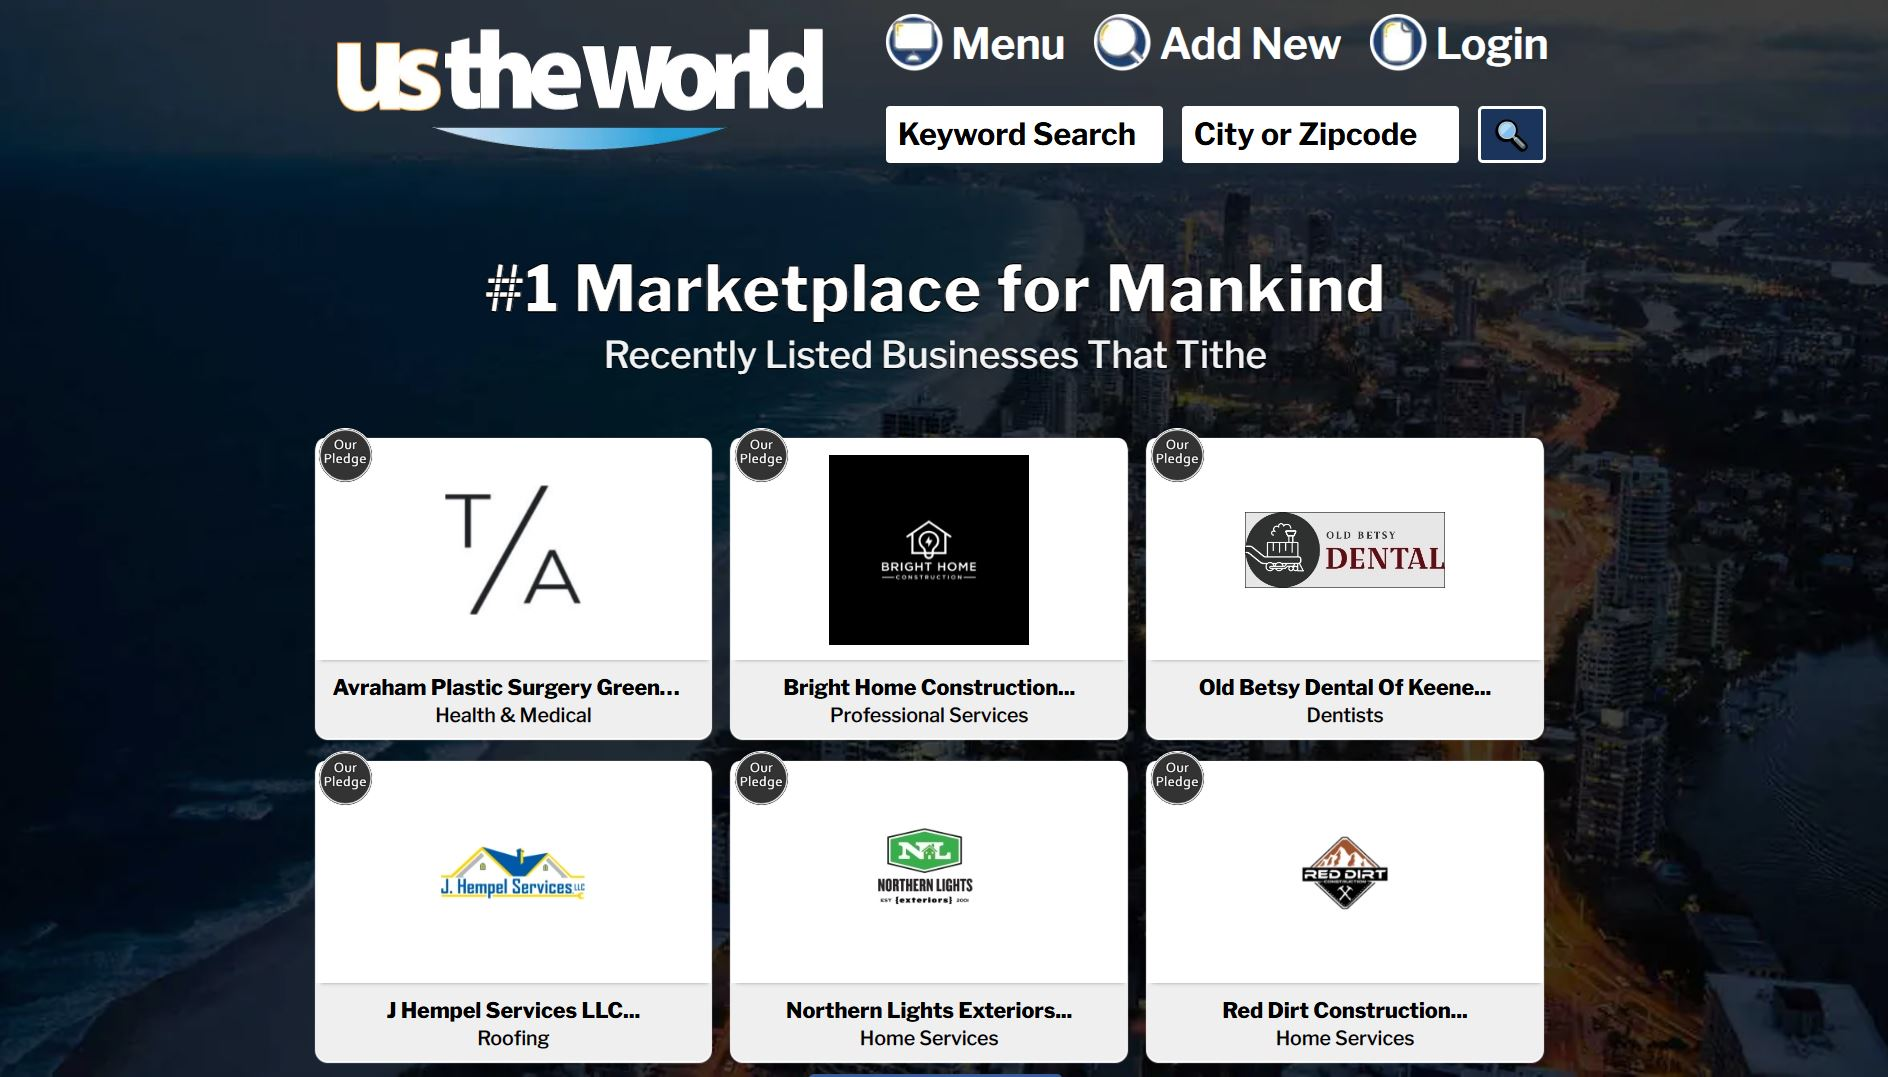 us the World
Menu
Add New
Login
Keyword Search
City or Zipcode
#1 Marketplace for Mankind
Recently Listed Businesses That Tithe
Our
Pledge
T/A
Avraham Plastic Surgery Green...
Health & Medical
Our
Pledge
BRIGHT HOME
CONSTRUCTION
Bright Home Construction...
Professional Services
Our
Pledge
OLD BETSY
DENTAL
Old Betsy Dental Of Keene...
Dentists
Our
Pledge
J. Hempel Services LLC
J Hempel Services LLC...
Roofing
Our
Pledge
NL
NORTHERN LIGHTS
EST {exteriors} 2001
Northern Lights Exteriors...
Home Services
Our
Pledge
RED DIRT
CONSTRUCTION
Red Dirt Construction...
Home Services